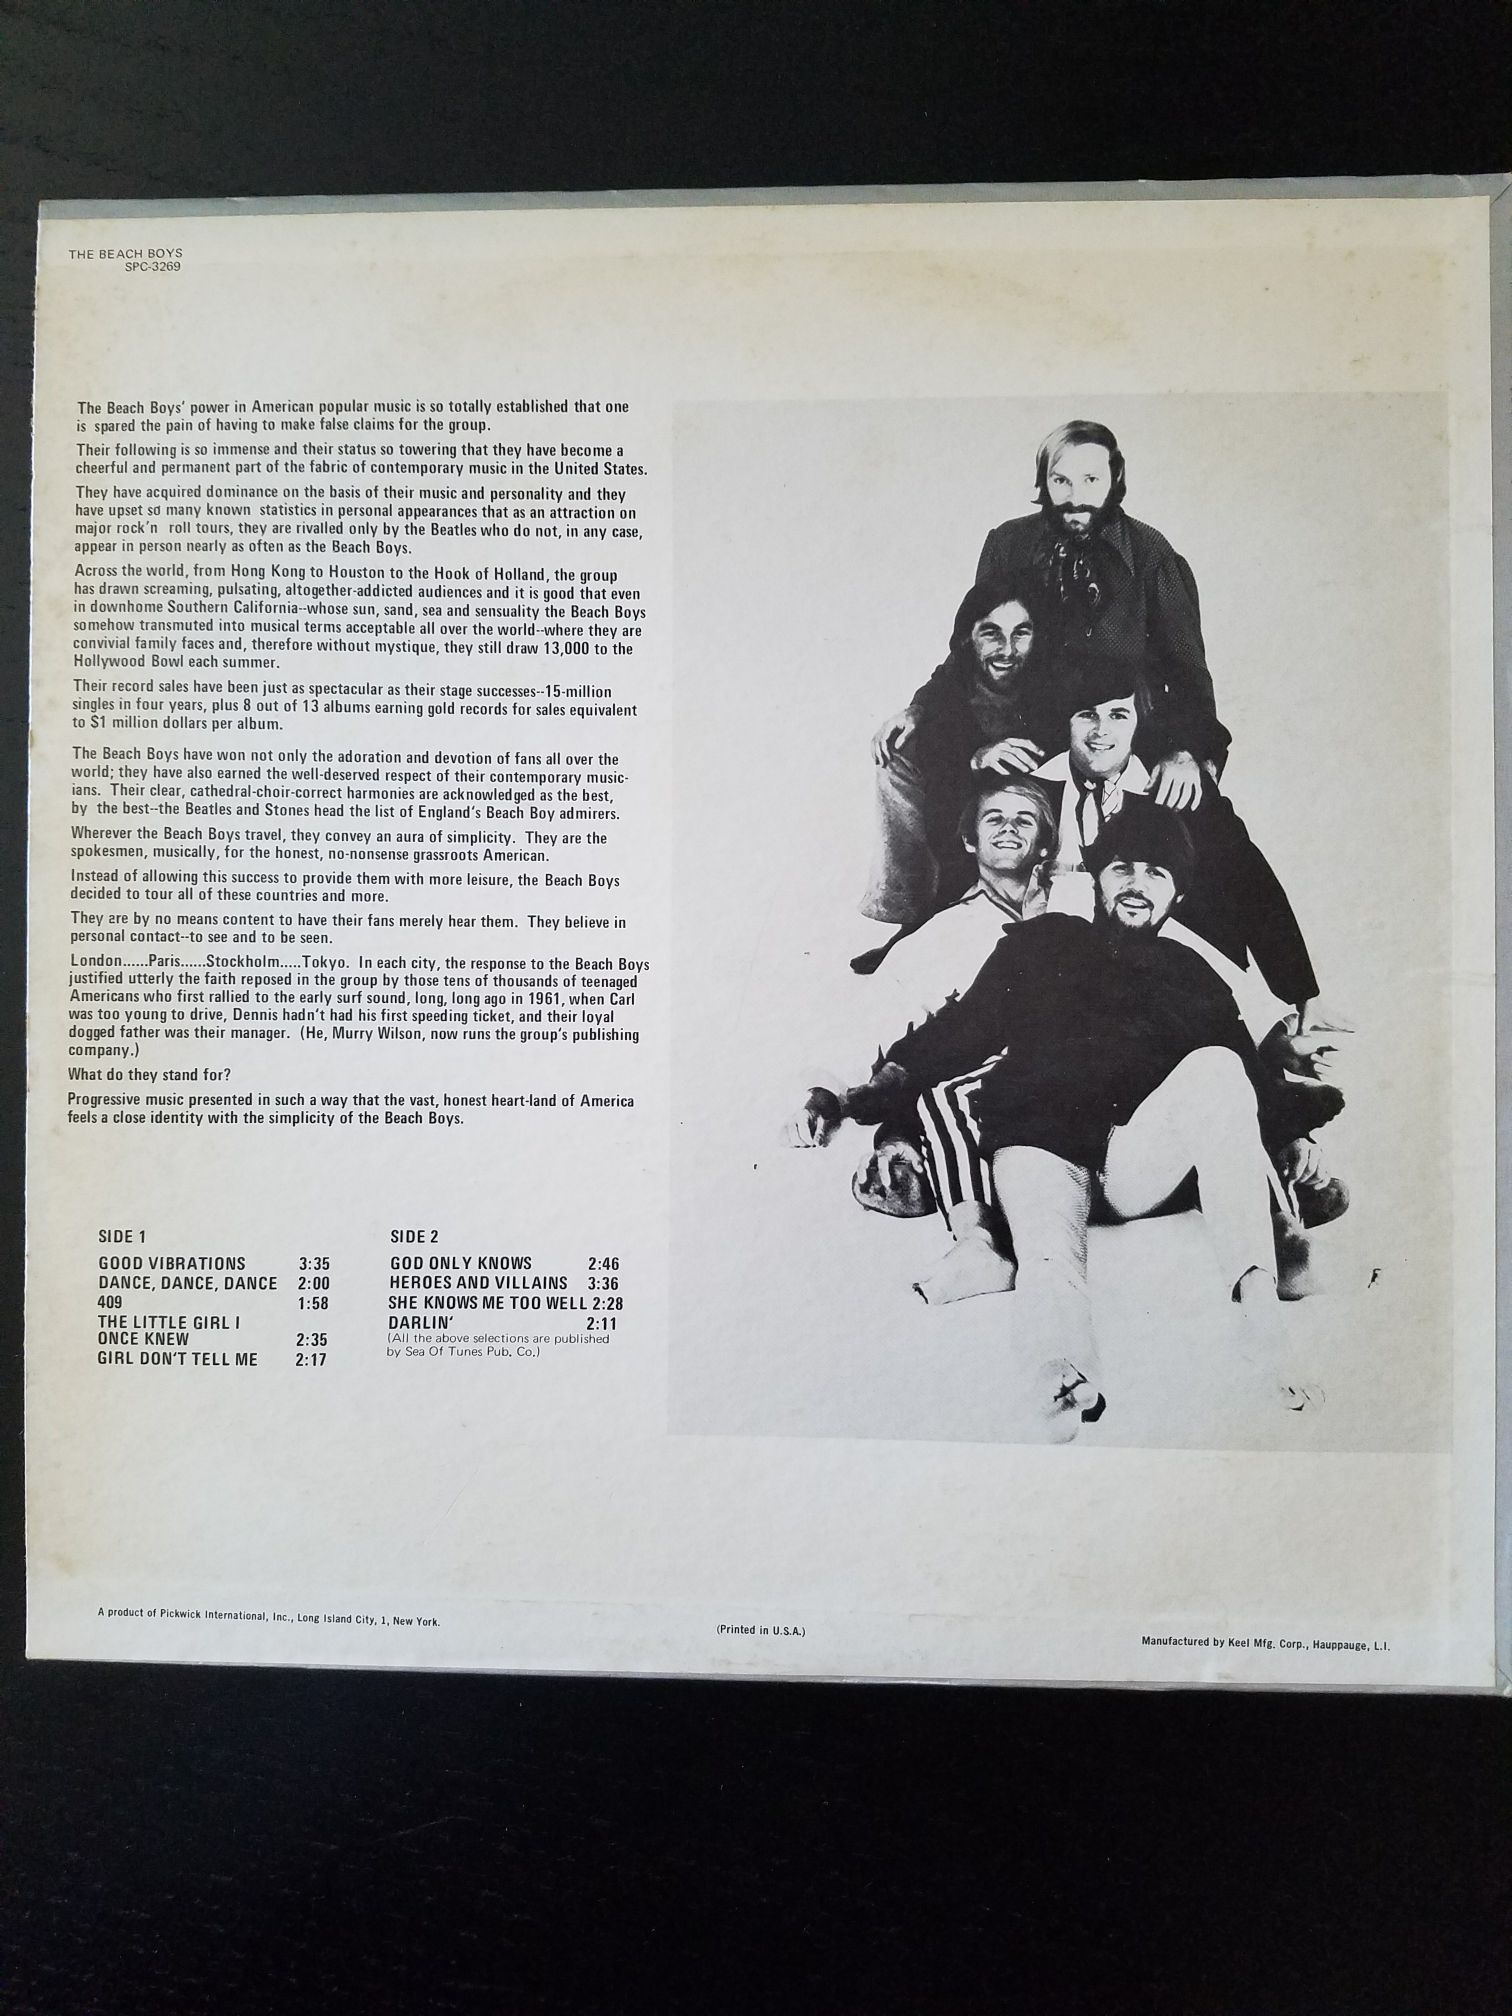 THE BEACH BOYS
SPC-3269
The Beach Boys' power in American popular music is so totally established that one
is spared the pain of having to make false claims for the group.
Their following is so immense and their status so towering that they have become a
cheerful and permanent part of the fabric of contemporary music in the United States.
They have acquired dominance on the basis of their music and personality and they
have upset so many known statistics in personal appearances that as an attraction on
major rock'n roll tours, they are rivalled only by the Beatles who do not, in any case,
appear in person nearly as often as the Beach Boys.
Across the world, from Hong Kong to Houston to the Hook of Holland, the group
has drawn screaming, pulsating, altogether-addicted audiences and it is good that even
in downhome Southern California--whose sun, sand, sea and sensuality the Beach Boys
somehow transmuted into musical terms acceptable all over the world--where they are
convivial family faces and, therefore without mystique, they still draw 13,000 to the
Hollywood Bowl each summer.
Their record sales have been just as spectacular as their stage successes--15-million
singles in four years, plus 8 out of 13 albums earning gold records for sales equivalent
to $1 million dollars per album.
The Beach Boys have won not only the adoration and devotion of fans all over the
world; they have also earned the well-deserved respect of their contemporary music-
ians. Their clear, cathedral-choir-correct harmonies are acknowledged as the best,
by the best--the Beatles and Stones head the list of England's Beach Boy admirers.
Wherever the Beach Boys travel, they convey an aura of simplicity. They are the
spokesmen, musically, for the honest, no-nonsense grassroots American.
Instead of allowing this success to provide them with more leisure, the Beach Boys
decided to tour all of these countries and more.
They are by no means content to have their fans merely hear them. They believe in
personal contact--to see and to be seen.
London......Paris......Stockholm.....Tokyo. In each city, the response to the Beach Boys
justified utterly the faith reposed in the group by those tens of thousands of teenaged
Americans who first rallied to the early surf sound, long, long ago in 1961, when Carl
was too young to drive, Dennis hadn't had his first speeding ticket, and their loyal
dogged father was their manager. (He, Murry Wilson, now runs the group's publishing
company.)
What do they stand for?
Progressive music presented in such a way that the vast, honest heart-land of America
feels a close identity with the simplicity of the Beach Boys.
SIDE 1
GOOD VIBRATIONS 3:35
DANCE, DANCE, DANCE 2:00
409 1:58
THE LITTLE GIRL I
ONCE KNEW 2:35
GIRL DON'T TELL ME 2:17
SIDE 2
GOD ONLY KNOWS 2:46
HEROES AND VILLAINS 3:36
SHE KNOWS ME TOO WELL 2:28
DARLIN' 2:11
(All the above selections are published
by Sea Of Tunes Pub. Co.)
A product of Pickwick International, Inc., Long Island City, 1, New York.
(Printed in U.S.A.)
Manufactured by Keel Mfg. Corp., Hauppauge, L.I.